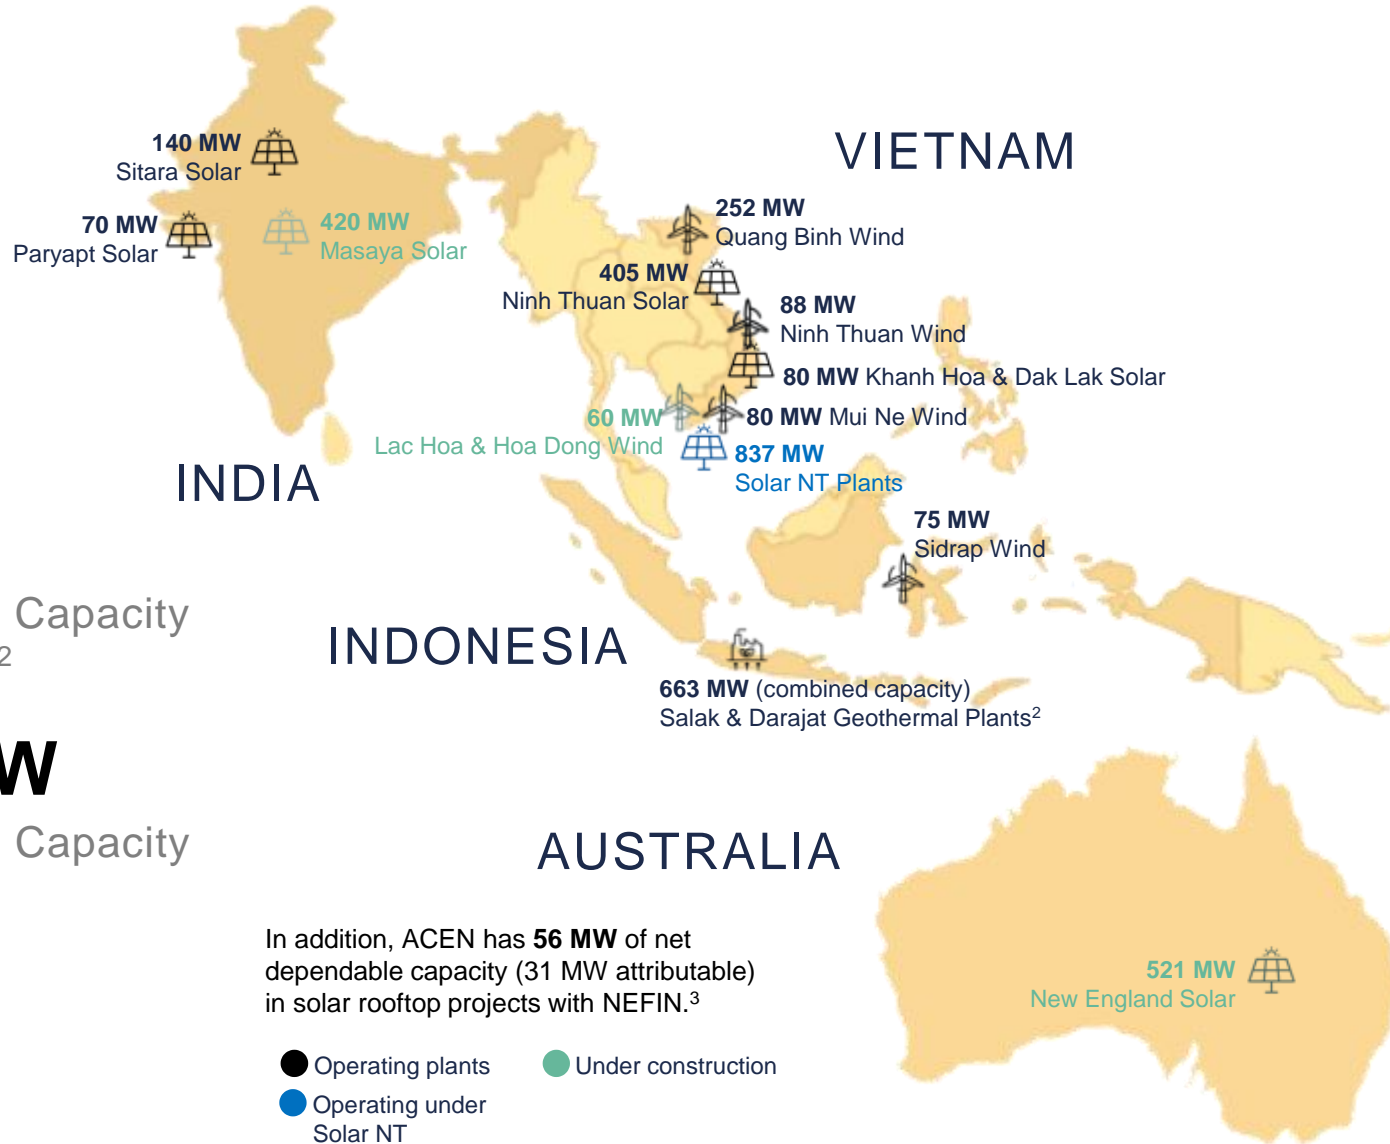 VIETNAM
140 MW
Sitara Solar
70 MW
Paryapt Solar
420 MW
Masaya Solar
252 MW
Quang Binh Wind
405 MW
Ninh Thuan Solar
88 MW
Ninh Thuan Wind
80 MW Khanh Hoa & Dak Lak Solar
60 MW
Lac Hoa & Hoa Dong Wind
80 MW Mui Ne Wind
837 MW
Solar NT Plants
INDIA
75 MW
Sidrap Wind
Capacity
2
INDONESIA
663 MW (combined capacity)
Salak & Darajat Geothermal Plants2
W
Capacity
AUSTRALIA
In addition, ACEN has 56 MW of net
dependable capacity (31 MW attributable)
in solar rooftop projects with NEFIN.3
521 MW
New England Solar
Operating plants
Under construction
Operating under
Solar NT